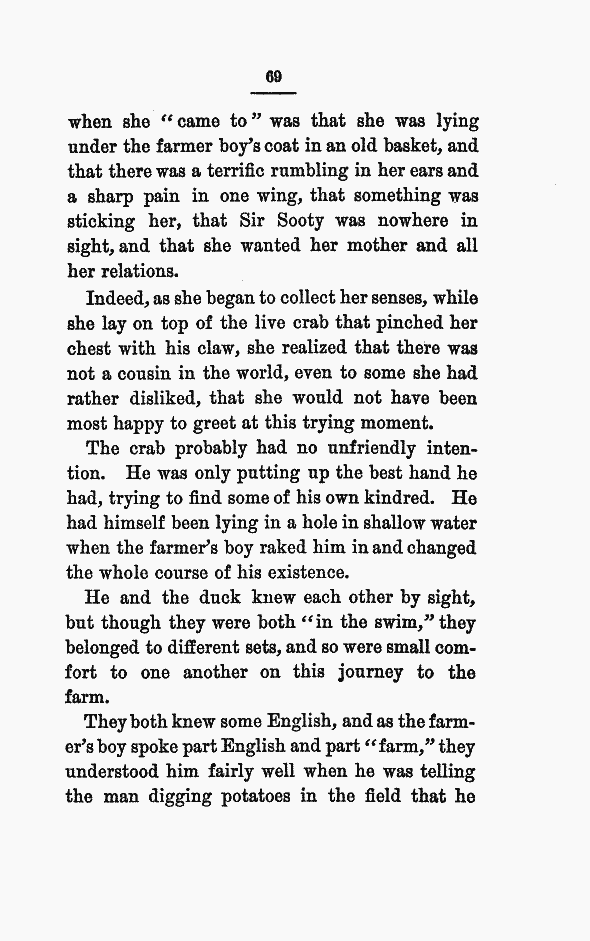 69
when she “came to” was that she was lying
under the farmer boy’s coat in an old basket, and
that there was a terrific rumbling in her ears and
a sharp pain in one wing, that something was
sticking her, that Sir Sooty was nowhere in
sight, and that she wanted her mother and all
her relations.
Indeed, as she began to collect her senses, while
she lay on top of the live crab that pinched her
chest with his claw, she realized that there was
not a cousin in the world, even to some she had
rather disliked, that she would not have been
most happy to greet at this trying moment.
The crab probably had no unfriendly inten-
tion. He was only putting up the best hand he
had, trying to find some of his own kindred. He
had himself been lying in a hole in shallow water
when the farmer’s boy raked him in and changed
the whole course of his existence.
He and the duck knew each other by sight,
but though they were both “in the swim,” they
belonged to different sets, and so were small com-
fort to one another on this journey to the
farm.
They both knew some English, and as the farm-
er’s boy spoke part English and part “farm,” they
understood him fairly well when he was telling
the man digging potatoes in the field that he